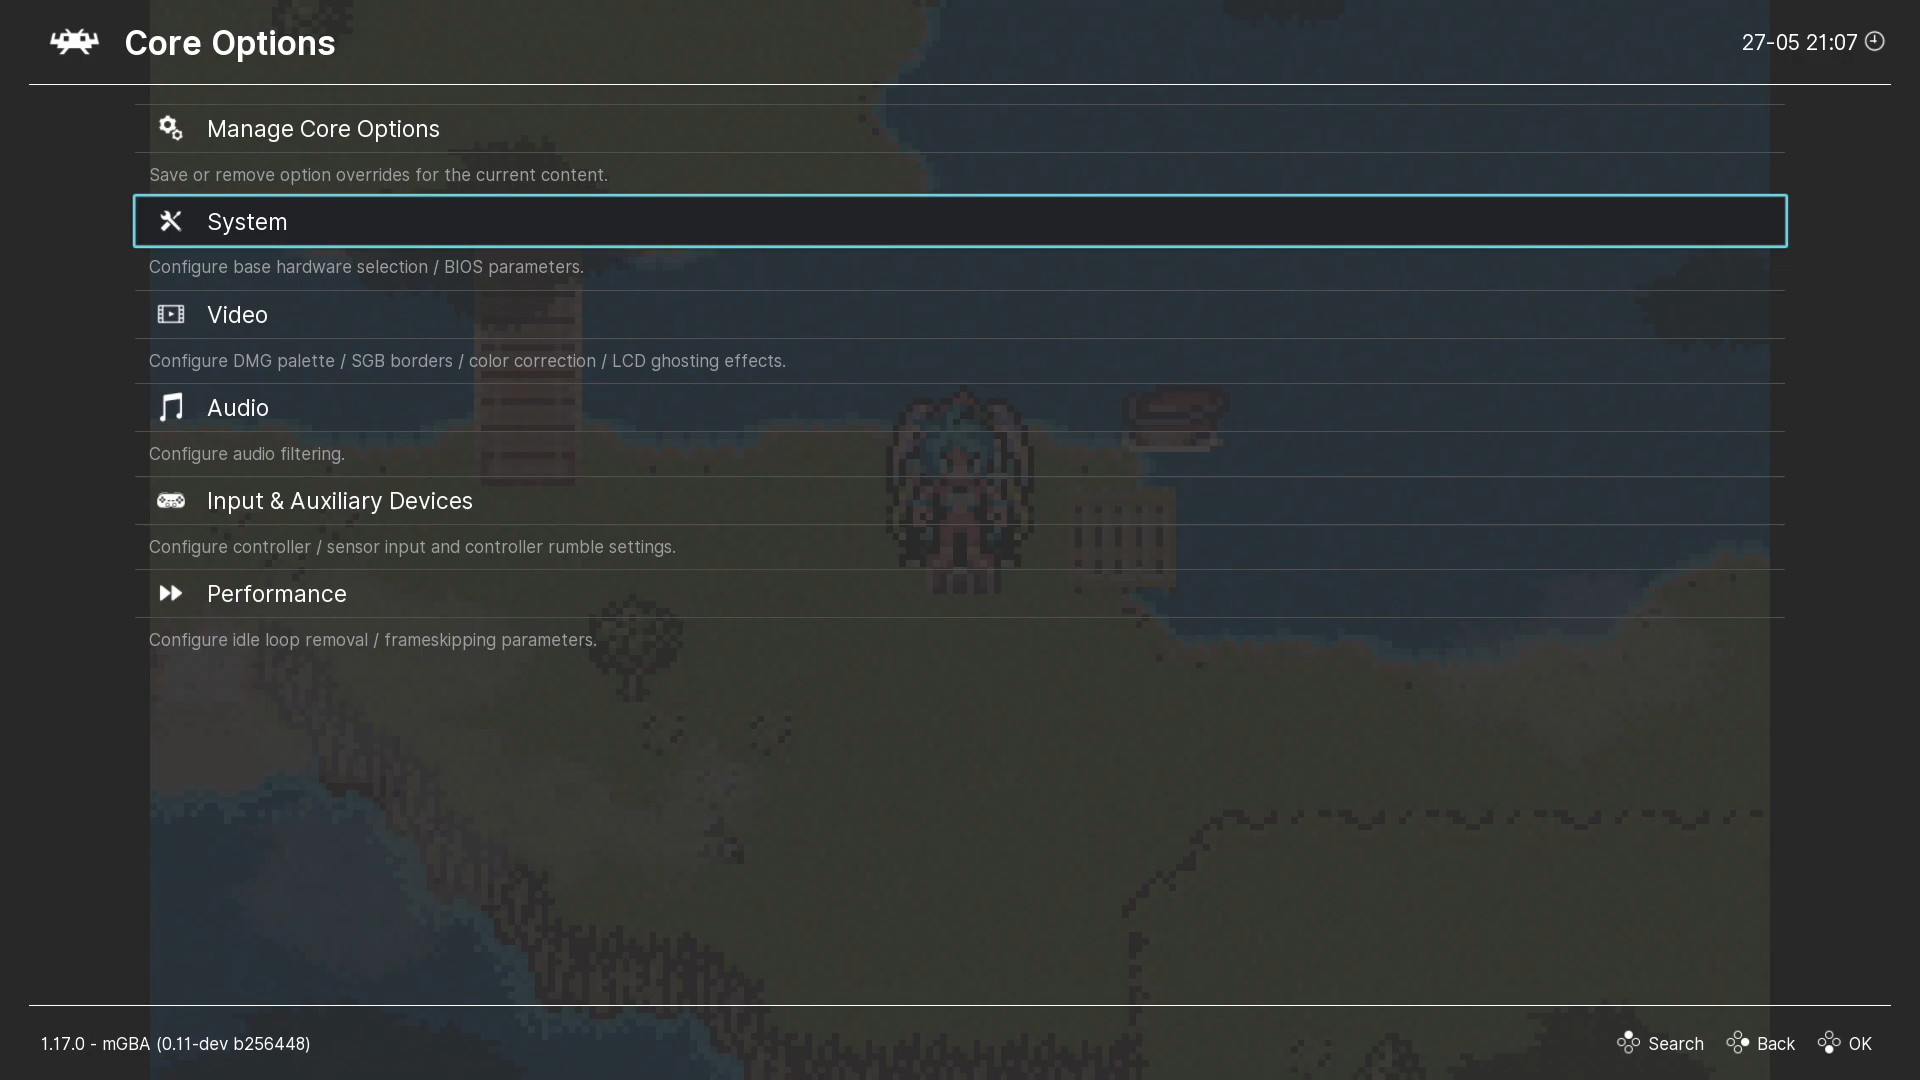 Core Options
27-05 21:07
Manage Core Options
Save or remove option overrides for the current content.
System
Configure base hardware selection / BIOS parameters.
Video
Configure DMG palette / SGB borders / color correction / LCD ghosting effects.
Audio
Configure audio filtering.
Input & Auxiliary Devices
Configure controller / sensor input and controller rumble settings.
Performance
Configure idle loop removal / frameskipping parameters.
1.17.0 - mGBA (0.11-dev b256448)
Search Back OK